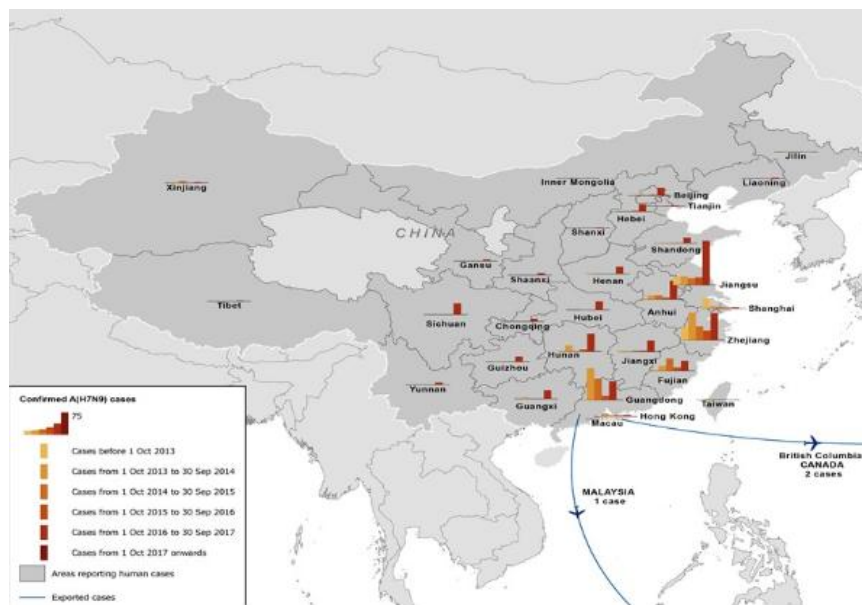 Jilin
Xinjiang
Inner Mongolia
Liaoning
Beijing
Tianjin
Hebei
CHINA
Shanxi
Shandong
Gansu
Shaanxi
Henan
Jiangsu
Tibet
Anhui
Shanghai
Sichuan
Hubei
Chongqing
Zhejiang
Hunan
Jiangxi
Guizhou
Fujian
Yunnan
Guangxi
Guangdong
Taiwan
Hong Kong
Macau
British Columbia
CANADA
2 cases
MALAYSIA
1 case
Confirmed A(H7N9) cases
75
Cases before 1 Oct 2013
Cases from 1 Oct 2013 to 30 Sep 2014
Cases from 1 Oct 2014 to 30 Sep 2015
Cases from 1 Oct 2015 to 30 Sep 2016
Cases from 1 Oct 2016 to 30 Sep 2017
Cases from 1 Oct 2017 onwards
Areas reporting human cases
Exported cases